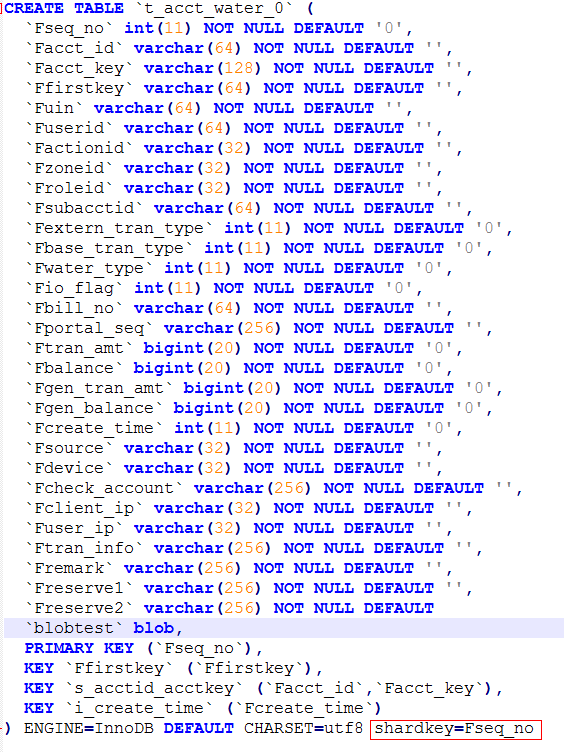 CREATE TABLE `t_acct_water_0` (
`Fseq_no` int(11) NOT NULL DEFAULT '0',
`Facct_id` varchar(64) NOT NULL DEFAULT '',
`Facct_key` varchar(128) NOT NULL DEFAULT '',
`Ffirstkey` varchar(64) NOT NULL DEFAULT '',
`Fuin` varchar(64) NOT NULL DEFAULT '',
`Fuserid` varchar(64) NOT NULL DEFAULT '',
`Factionid` varchar(32) NOT NULL DEFAULT '',
`Fzoneid` varchar(32) NOT NULL DEFAULT '',
`Froleid` varchar(32) NOT NULL DEFAULT '',
`Fsubacctid` varchar(64) NOT NULL DEFAULT '',
`Fextern_tran_type` int(11) NOT NULL DEFAULT '0',
`Fbase_tran_type` int(11) NOT NULL DEFAULT '0',
`Fwater_type` int(11) NOT NULL DEFAULT '0',
`Fio_flag` int(11) NOT NULL DEFAULT '0',
`Fbill_no` varchar(64) NOT NULL DEFAULT '',
`Fportal_seq` varchar(256) NOT NULL DEFAULT '',
`Ftran_amt` bigint(20) NOT NULL DEFAULT '0',
`Fbalance` bigint(20) NOT NULL DEFAULT '0',
`Fgen_tran_amt` bigint(20) NOT NULL DEFAULT '0',
`Fgen_balance` bigint(20) NOT NULL DEFAULT '0',
`Fcreate_time` int(11) NOT NULL DEFAULT '0',
`Fsource` varchar(32) NOT NULL DEFAULT '',
`Fdevice` varchar(32) NOT NULL DEFAULT '',
`Fcheck_account` varchar(256) NOT NULL DEFAULT '',
`Fclient_ip` varchar(32) NOT NULL DEFAULT '',
`Fuser_ip` varchar(32) NOT NULL DEFAULT '',
`Ftran_info` varchar(256) NOT NULL DEFAULT '',
`Fremark` varchar(256) NOT NULL DEFAULT '',
`Freserve1` varchar(256) NOT NULL DEFAULT '',
`Freserve2` varchar(256) NOT NULL DEFAULT
`blobtest` blob,
PRIMARY KEY (`Fseq_no`),
KEY `Ffirstkey` (`Ffirstkey`),
KEY `s_acctid_acctkey` (`Facct_id`,`Facct_key`),
KEY `i_create_time` (`Fcreate_time`)
) ENGINE=InnoDB DEFAULT CHARSET=utf8 shardkey=Fseq_no